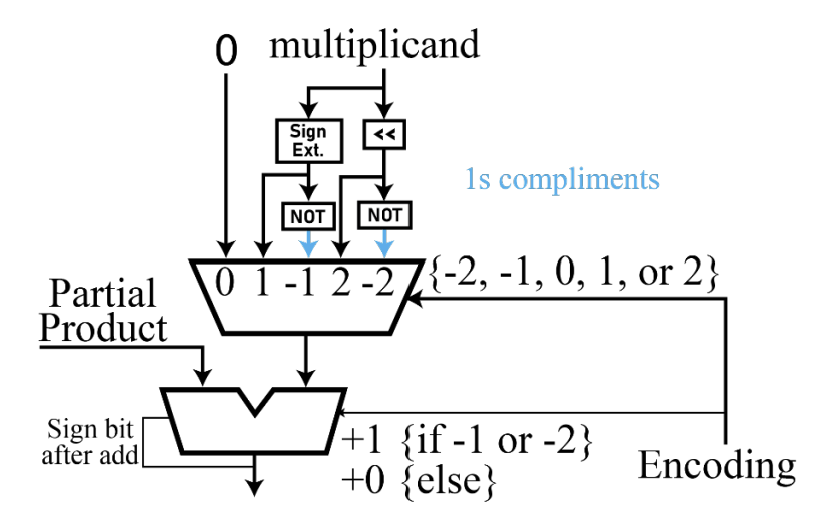 0 multiplicand
Sign
Ext.
<<
1s compliments
NOT NOT
0 1 -1 2 -2
{-2, -1, 0, 1, or 2}
Partial
Product
Sign bit
after add
+1 {if -1 or -2}
+0 {else}
Encoding